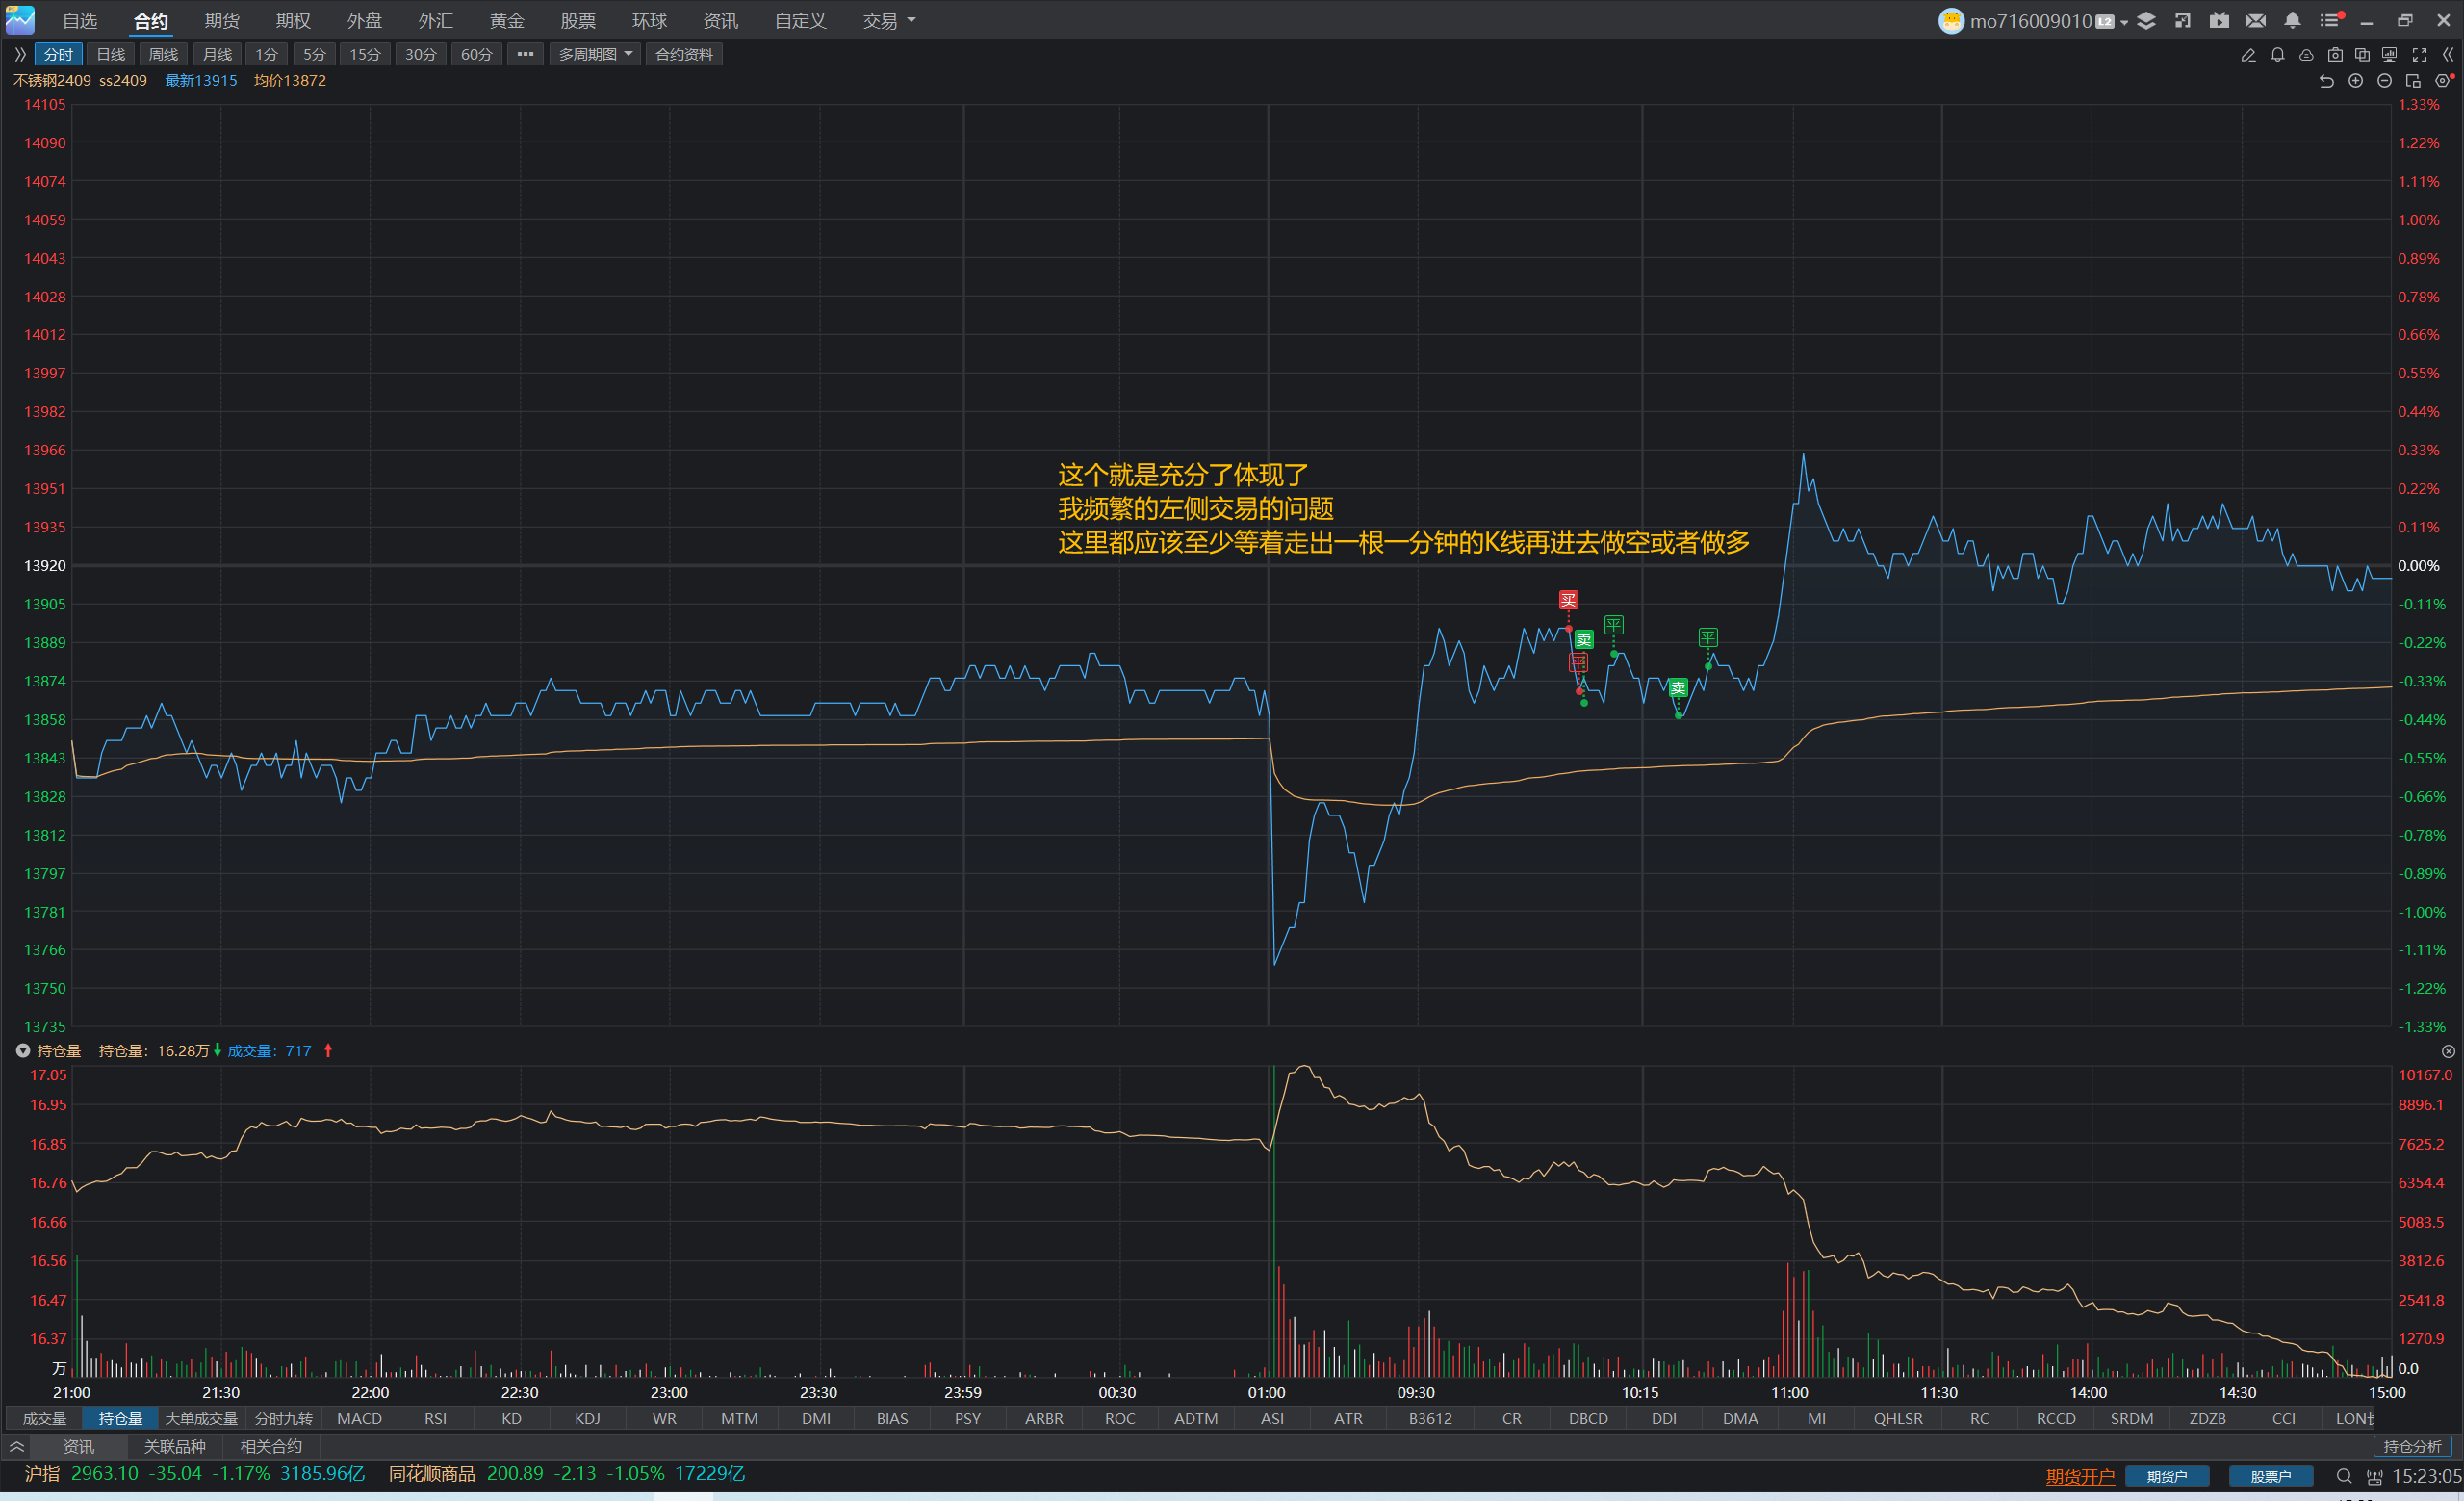 自选 合约 期货 期权 外盘 外汇 黄金 股票 环球 资讯 自定义 交易 mo716009010 L2
分时 日线 周线 月线 1分 5分 15分 30分 60分 ••• 多周期图 合约资料
不锈钢2409 ss2409 最新13915 均价13872
14105 1.33%
14090 1.22%
14074 1.11%
14059 1.00%
14043 0.89%
14028 0.78%
14012 0.66%
13997 0.55%
13982 0.44%
13966 0.33%
这个就是充分了体现了
13951 0.22%
我频繁的左侧交易的问题
13935 0.11%
这里都应该至少等着走出一根一分钟的K线再进去做空或者做多
13920 0.00%
13905 买 -0.11%
平
13889 卖 平 -0.22%
平
13874 卖 -0.33%
13858 -0.44%
13843 -0.55%
13828 -0.66%
13812 -0.78%
13797 -0.89%
13781 -1.00%
13766 -1.11%
13750 -1.22%
13735 -1.33%
持仓量 持仓量：16.28万 成交量：717
17.05 10167.0
16.95 8896.1
16.85 7625.2
16.76 6354.4
16.66 5083.5
16.56 3812.6
16.47 2541.8
16.37 1270.9
万 0.0
21:00 21:30 22:00 22:30 23:00 23:30 23:59 00:30 01:00 09:30 10:15 11:00 11:30 14:00 14:30 15:00
成交量 持仓量 大单成交量 分时九转 MACD RSI KD KDJ WR MTM DMI BIAS PSY ARBR ROC ADTM ASI ATR B3612 CR DBCD DDI DMA MI QHLSR RC RCCD SRDM ZDZB CCI
资讯 关联品种 相关合约 持仓分析
沪指 2963.10 -35.04 -1.17% 3185.96亿 同花顺商品 200.89 -2.13 -1.05% 17229亿 期货开户 期货户 股票户 15:23:05